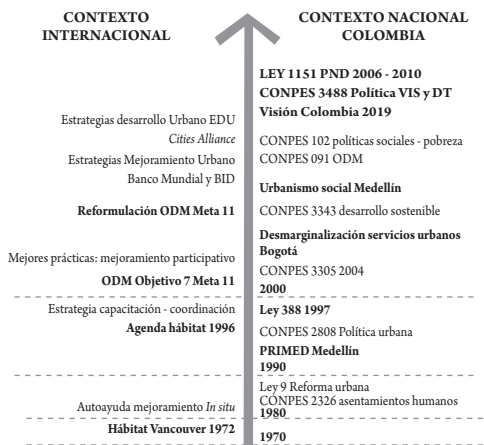 CONTEXTO
INTERNACIONAL
CONTEXTO NACIONAL
COLOMBIA
LEY 1151 PND 2006 - 2010
CONPES 3488 Política VIS y DT
Visión Colombia 2019
Estrategias desarrollo Urbano EDU
Cities Alliance
CONPES 102 políticas sociales - pobreza
Estrategias Mejoramiento Urbano
CONPES 091 ODM
Banco Mundial y BID
Urbanismo social Medellín
Reformulación ODM Meta 11
CONPES 3343 desarrollo sostenible
Desmarginalización servicios urbanos
Bogotá
Mejores prácticas: mejoramiento participativo
CONPES 3305 2004
ODM Objetivo 7 Meta 11
2000
Estrategia capacitación - coordinación
Ley 388 1997
Agenda hábitat 1996
CONPES 2808 Política urbana
PRIMED Medellín
1990
Ley 9 Reforma urbana
CONPES 2326 asentamientos humanos
Autoayuda mejoramiento In situ
1980
Hábitat Vancouver 1972
1970